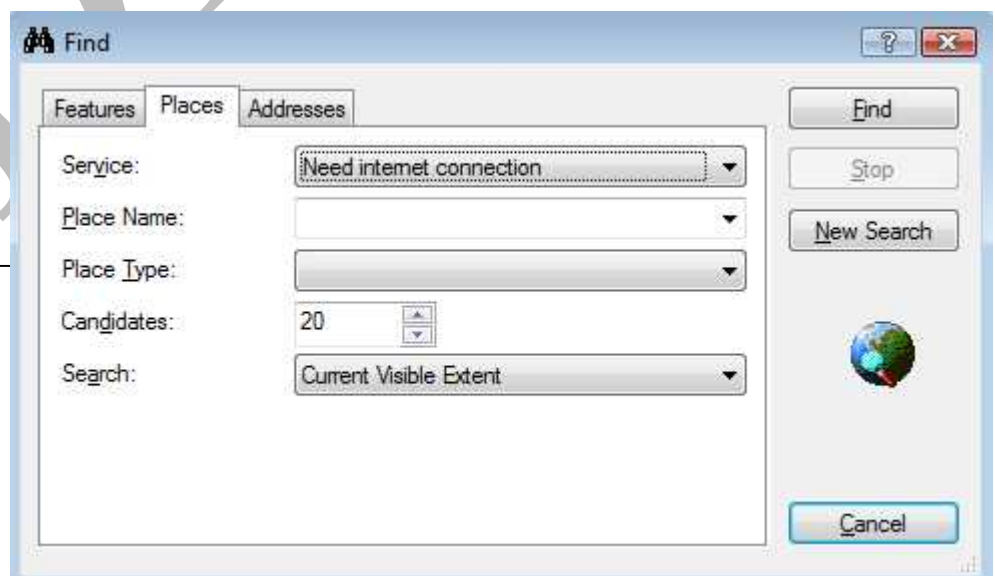 Find
Features Places Addresses
Service: Need internet connection
Place Name:
Place Type:
Candidates: 20
Search: Current Visible Extent
Find
Stop
New Search
Cancel